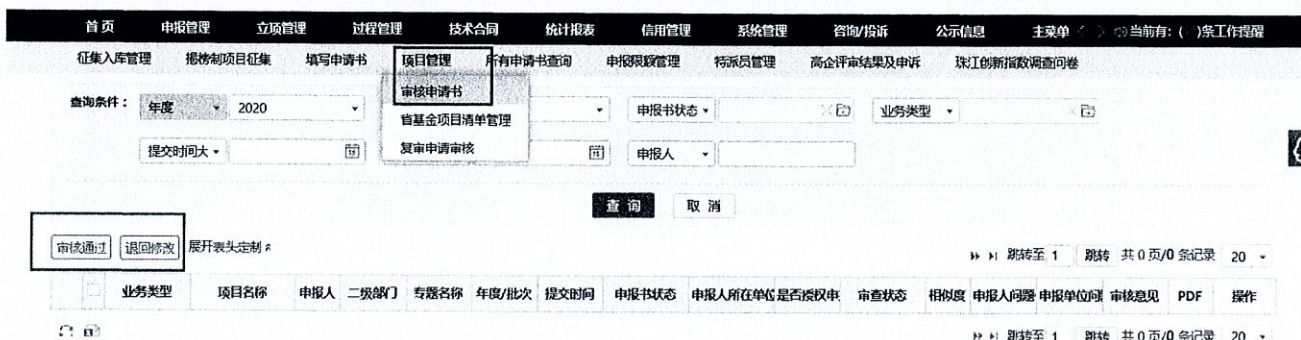 首页 申报管理 立项管理 过程管理 技术合同 统计报表 信用管理 系统管理 咨询/投诉 公示信息 主菜单 当前有: ( )条工作提醒
征集入库管理 揭榜制项目征集 填写申请书 项目管理 所有申请书查询 申报限额管理 特派员管理 高企评审结果及申诉 珠江创新指数调查问卷
审核申请书
省基金项目清单管理
复审申请审核
查询条件: 年度 2020 申报书状态 业务类型
提交时间大 申报人
查询 取消
审核通过 退回修改 展开表头定制 跳转至 1 跳转 共 0 页/0 条记录 20
业务类型 项目名称 申报人 二级部门 专题名称 年度/批次 提交时间 申报书状态 申报人所在单位 是否授权申 审查状态 相似度 申报人问题 申报单位问 审核意见 PDF 操作
跳转至 1 跳转 共 0 页/0 条记录 20